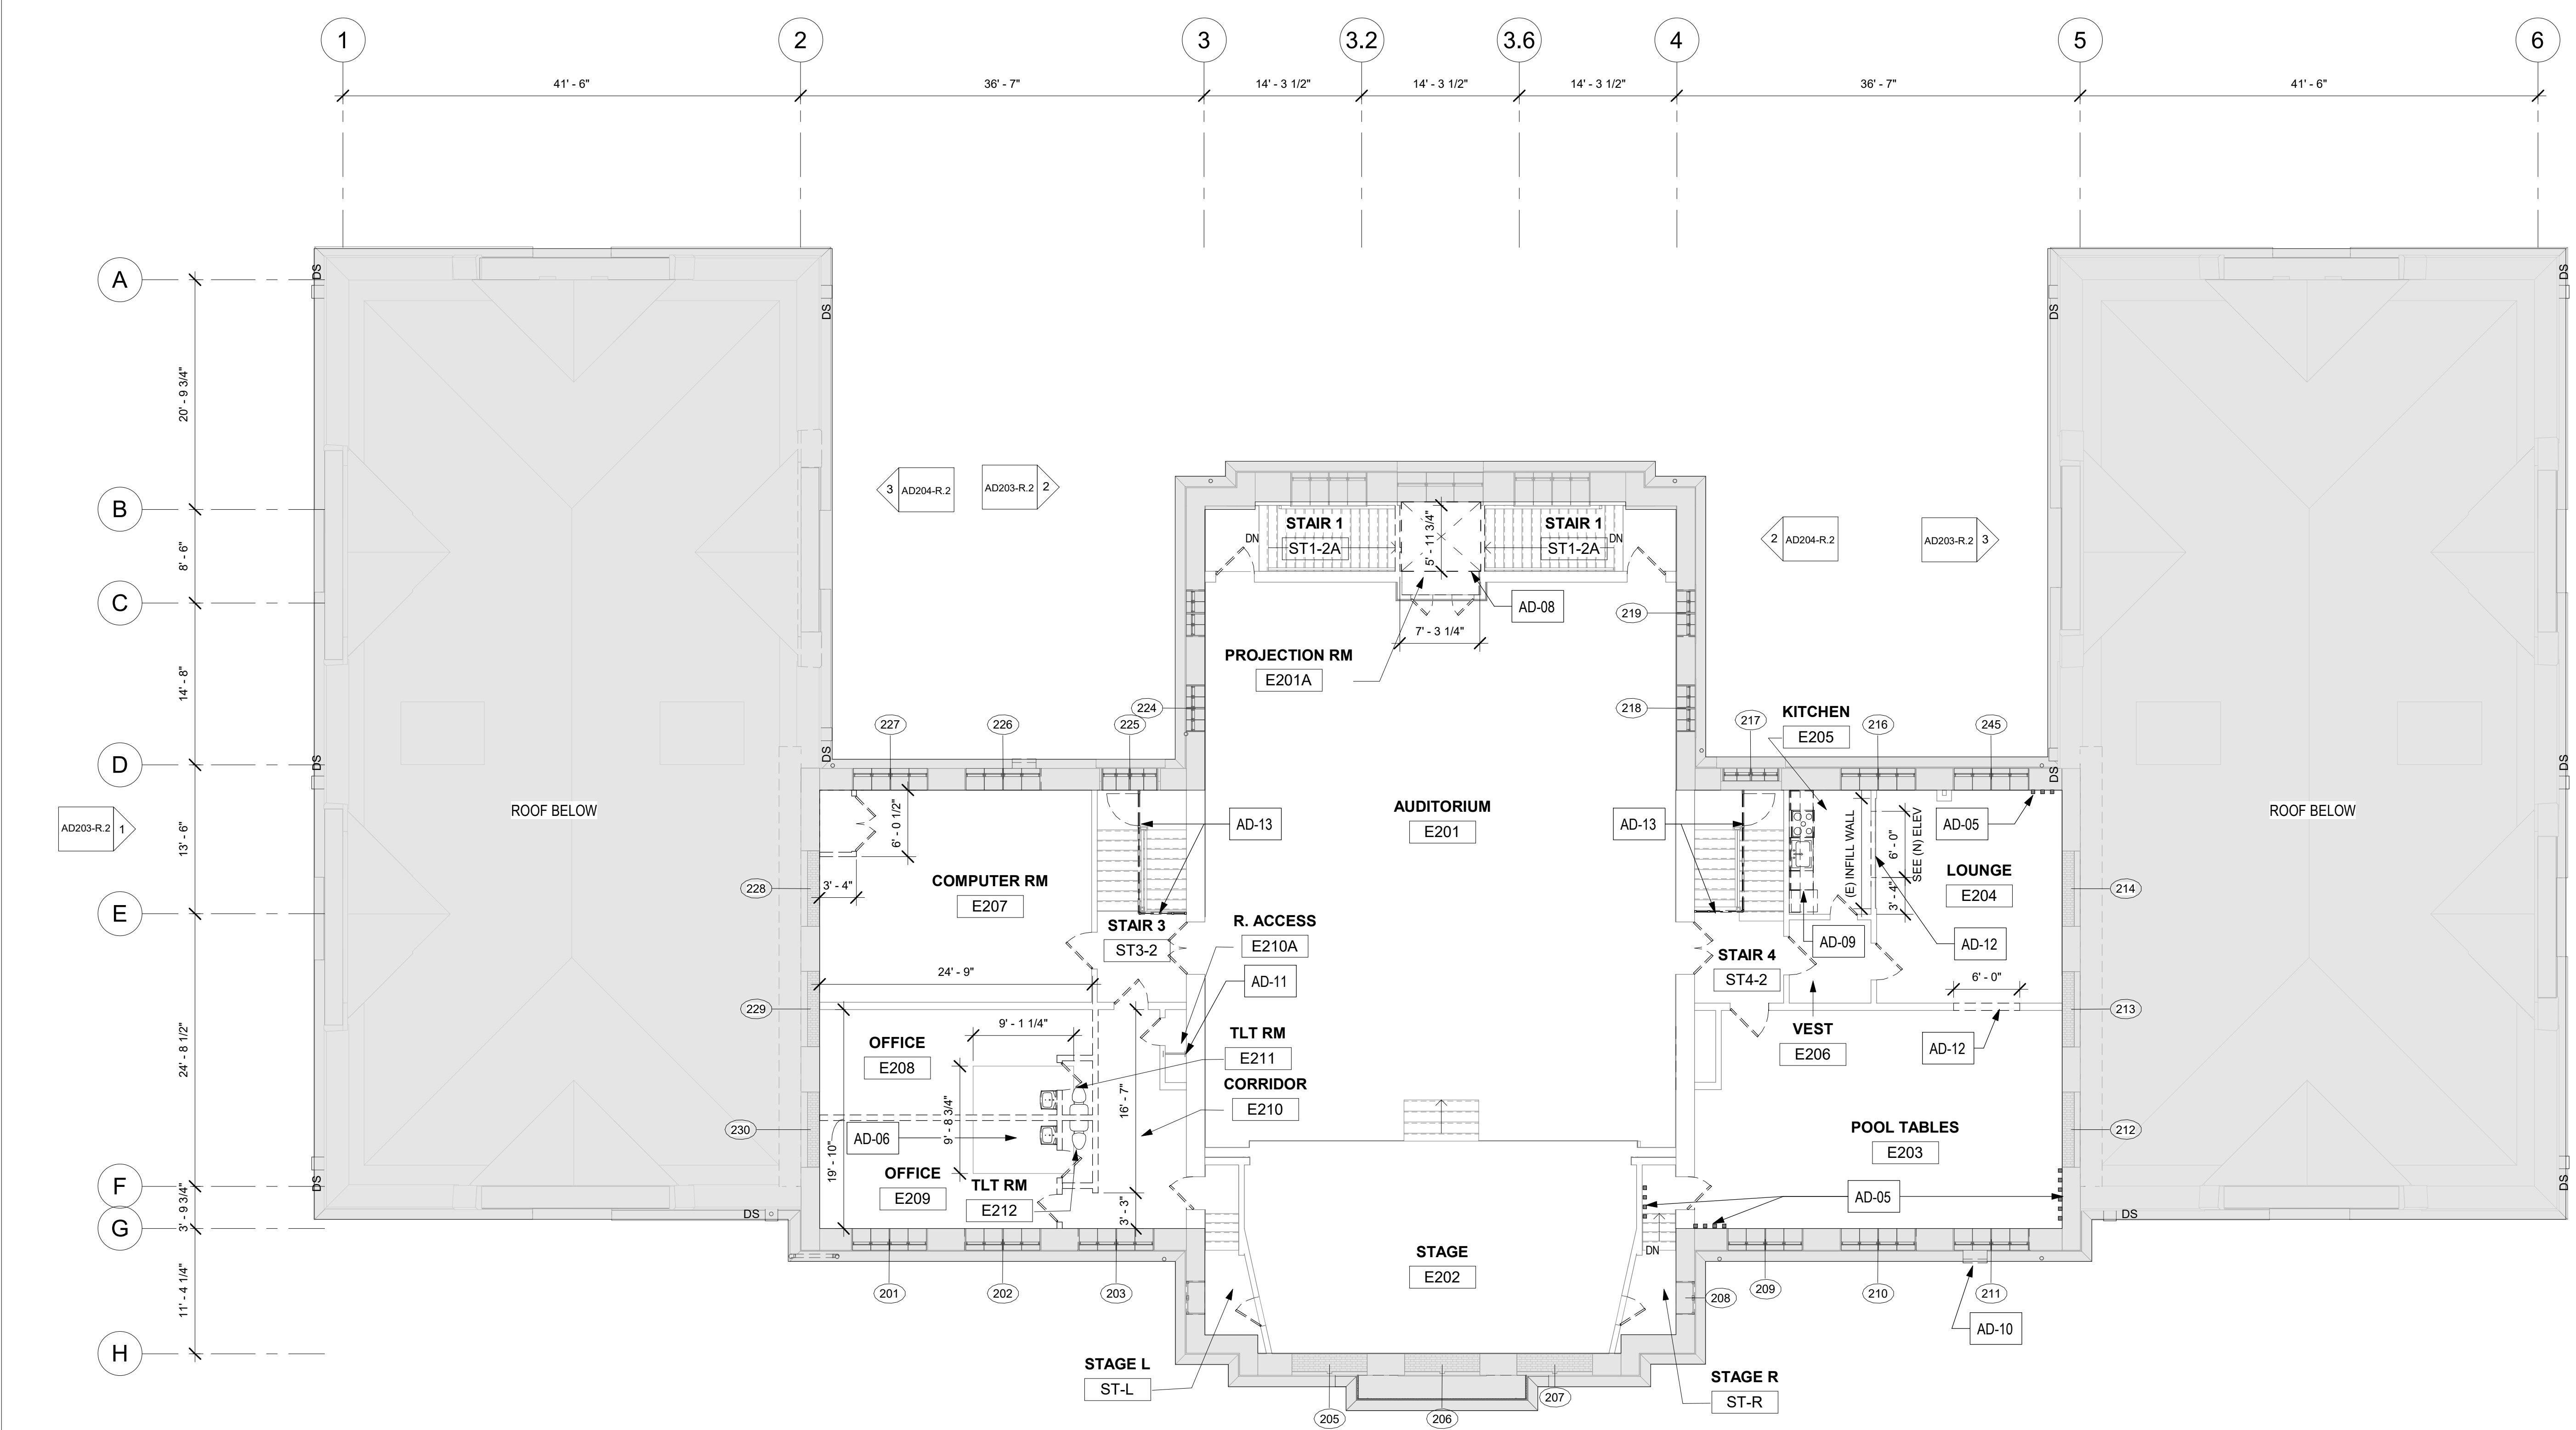 1
2
3
3.2
3.6
4
5
6
41' - 6"
36' - 7"
14' - 3 1/2"
14' - 3 1/2"
14' - 3 1/2"
36' - 7"
41' - 6"
A
B
C
D
E
F
G
H
20' - 9 3/4"
8' - 6"
14' - 8"
13' - 6"
24' - 8 1/2"
3' - 9 3/4"
11' - 4 1/4"
AD203-R.2 1
DS
DS
DS
DS
DS
DS
ROOF BELOW
3 AD204-R.2
AD203-R.2 2
2 AD204-R.2
AD203-R.2 3
STAIR 1
ST1-2A
DN
5' - 11 3/4"
STAIR 1
ST1-2A
DN
AD-08
7' - 3 1/4"
PROJECTION RM
E201A
219
224
218
227
226
225
217
KITCHEN
E205
216
245
AUDITORIUM
E201
AD-13
AD-13
6' - 0 1/2"
3' - 4"
COMPUTER RM
E207
228
229
230
24' - 9"
STAIR 3
ST3-2
R. ACCESS
E210A
AD-11
TLT RM
E211
CORRIDOR
E210
OFFICE
E208
9' - 1 1/4"
9' - 8 3/4"
16' - 7"
3' - 3"
19' - 10"
AD-06
OFFICE
E209
TLT RM
E212
201
202
203
(E) INFILL WALL
6' - 0"
3' - 4"
SEE (N) ELEV
AD-05
LOUNGE
E204
AD-12
AD-09
STAIR 4
ST4-2
6' - 0"
VEST
E206
AD-12
214
213
212
POOL TABLES
E203
AD-05
209
210
211
AD-10
STAGE
E202
DN
208
STAGE L
ST-L
STAGE R
ST-R
205
206
207
DS
DS
DS
DS
DS
DS
ROOF BELOW